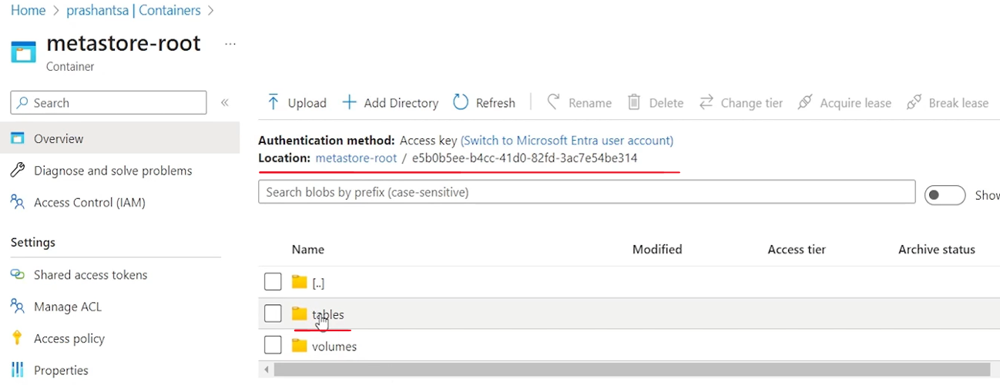 Home > prashantsa | Containers >
metastore-root ...
Container
Search «
Upload Add Directory Refresh Rename Delete Change tier Acquire lease Break lease
Overview
Diagnose and solve problems
Access Control (IAM)
Settings
Shared access tokens
Manage ACL
Access policy
Properties
Authentication method: Access key (Switch to Microsoft Entra user account)
Location: metastore-root / e5b0b5ee-b4cc-41d0-82fd-3ac7e54be314
Search blobs by prefix (case-sensitive) Show
Name Modified Access tier Archive status
[..]
tables
volumes